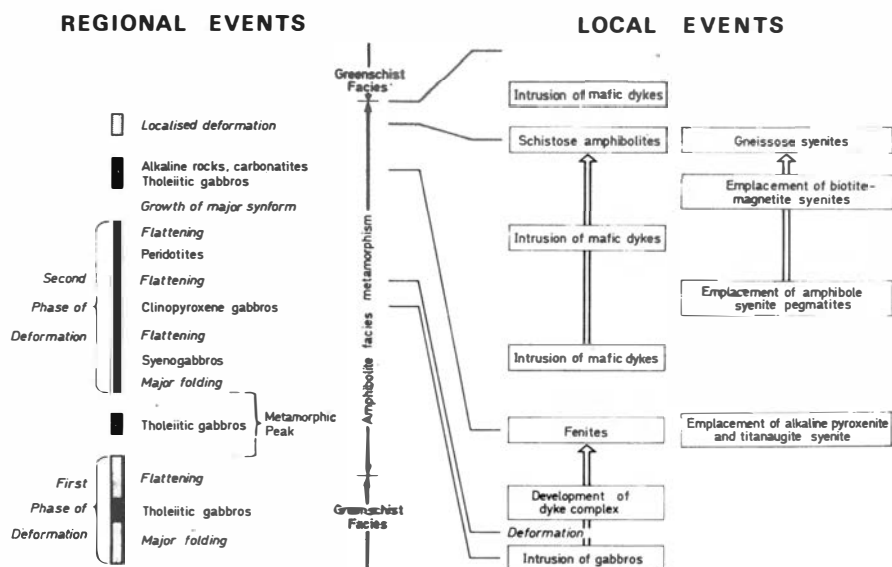 REGIONAL EVENTS
Localised deformation
Alkaline rocks, carbonatites
Tholeiitic gabbros
Growth of major synform
Flattening
Peridotites
Second
Flattening
Phase of
Clinopyroxene gabbros
Deformation
Flattening
Syenogabbros
Major folding
Tholeiitic gabbros
Metamorphic
Peak
First
Flattening
Phase of
Tholeiitic gabbros
Deformation
Major folding
Greenschist
Facies
Amphibolite facies metamorphism
Greenschist
Facies
LOCAL EVENTS
Intrusion of mafic dykes
Schistose amphibolites
Gneissose syenites
Emplacement of biotite-
magnetite syenites
Intrusion of mafic dykes
Emplacement of amphibole
syenite pegmatites
Intrusion of mafic dykes
Fenites
Emplacement of alkaline pyroxenite
and titanaugite syenite
Development of
dyke complex
Deformation
Intrusion of gabbros